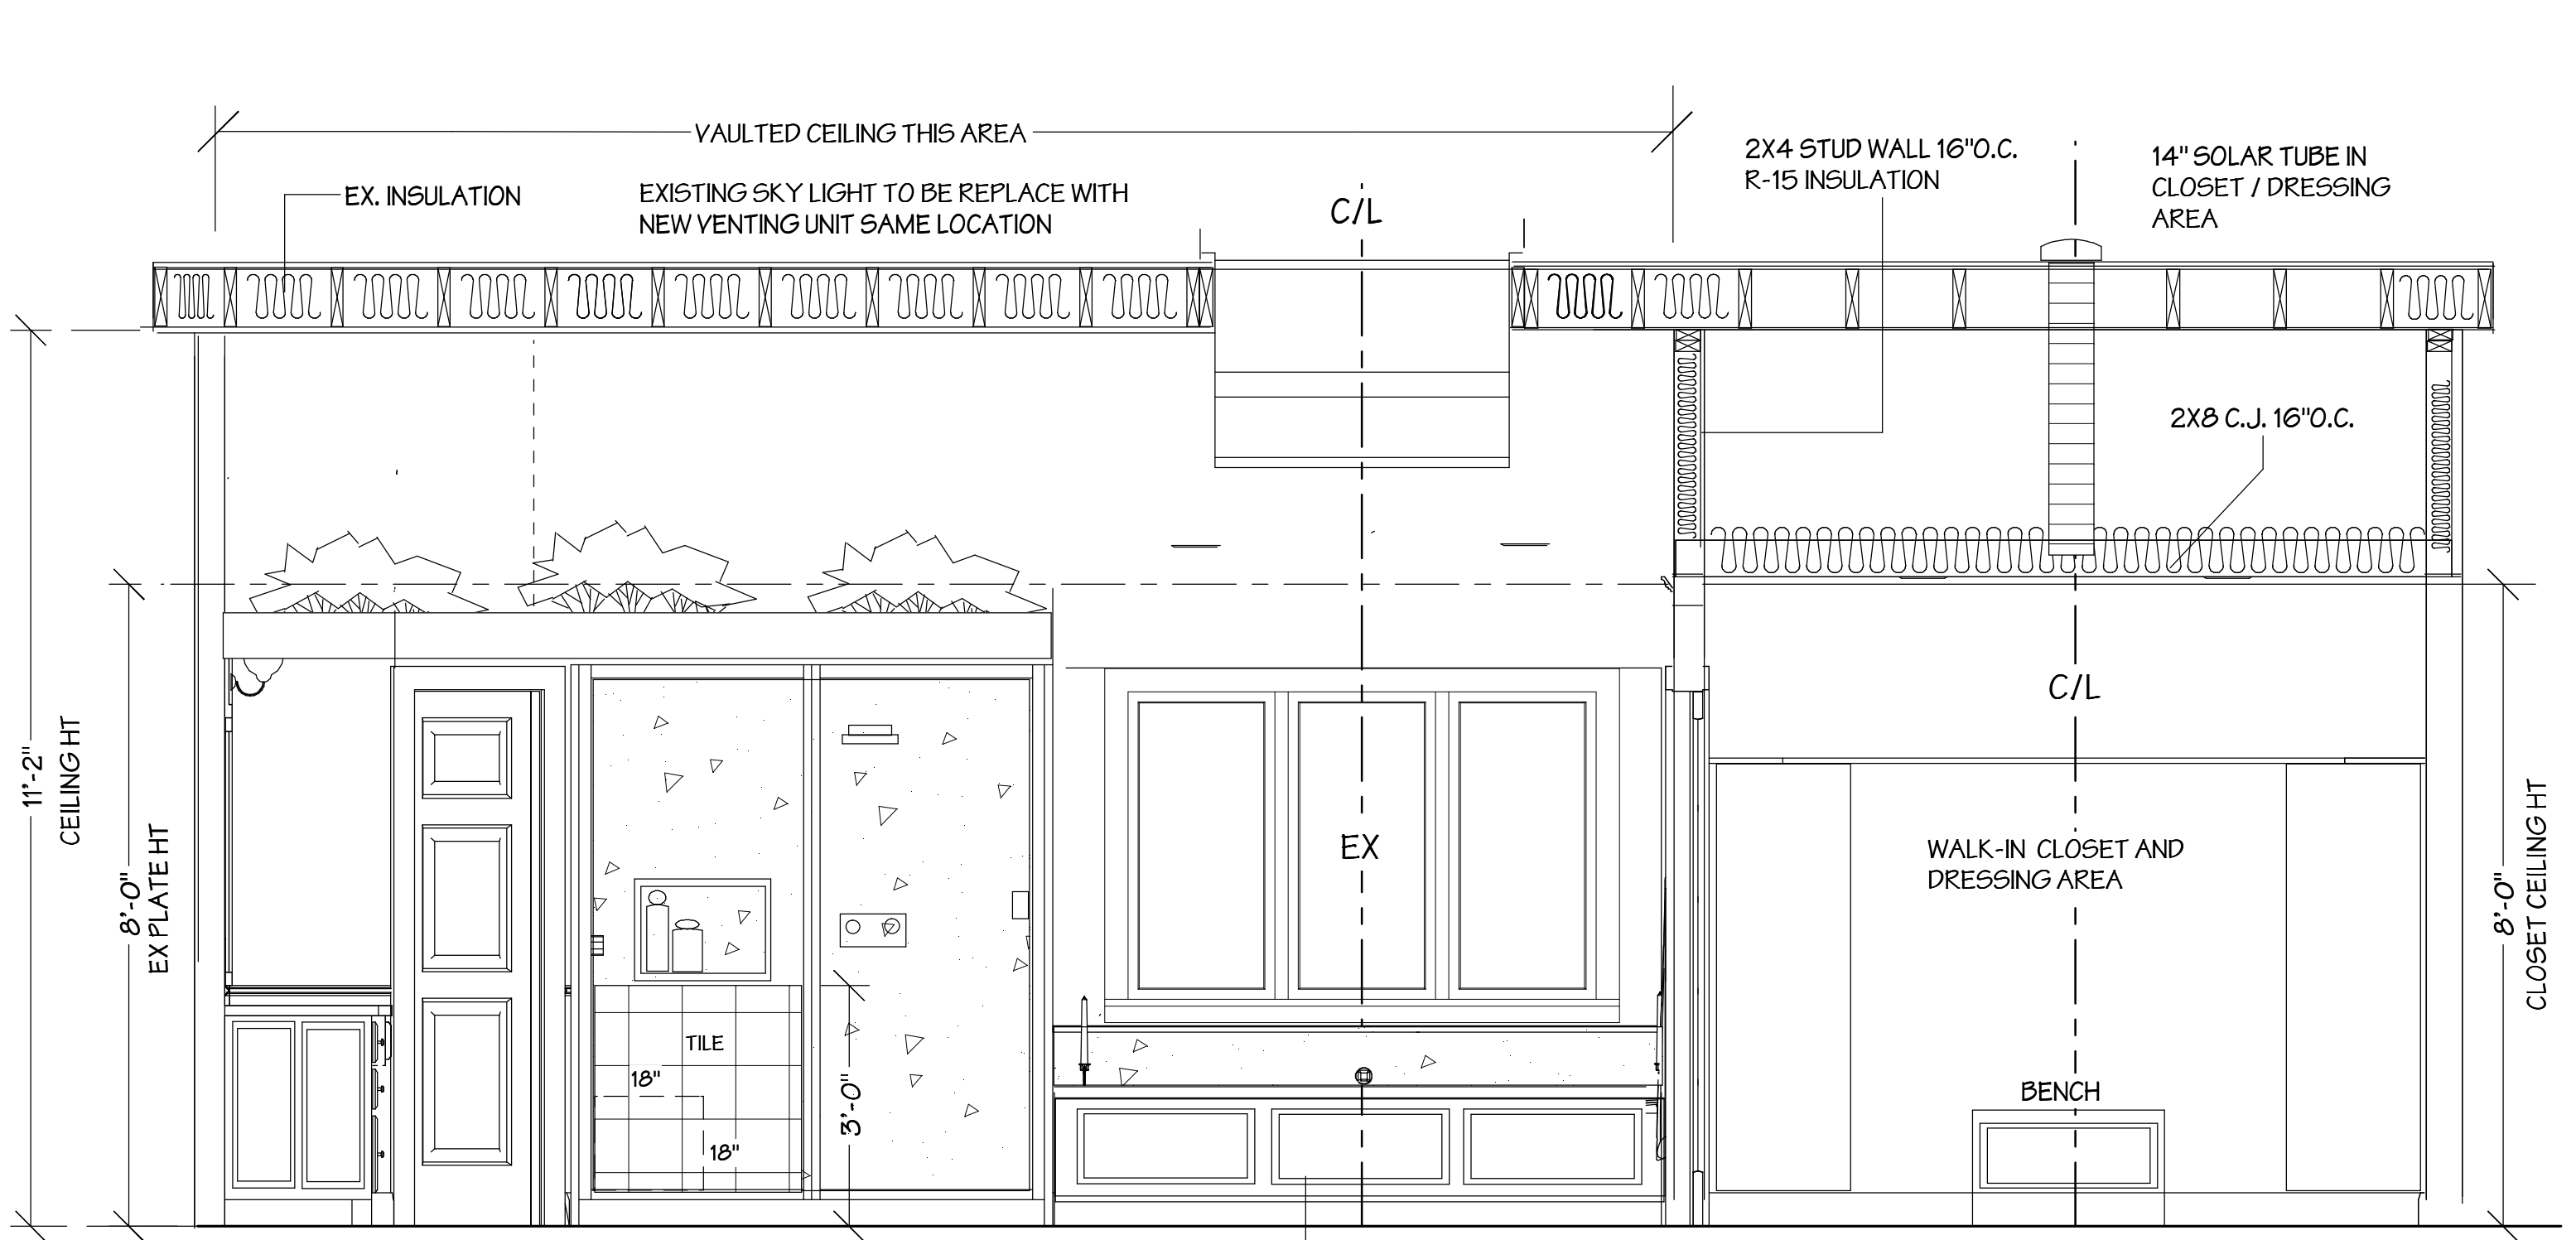 VAULTED CEILING THIS AREA
2X4 STUD WALL 16"O.C.
R-15 INSULATION
14" SOLAR TUBE IN
CLOSET / DRESSING
AREA
EX. INSULATION
EXISTING SKY LIGHT TO BE REPLACE WITH
NEW VENTING UNIT SAME LOCATION
C/L
2X8 C.J. 16"O.C.
C/L
11'-2"
CEILING HT
8'-0"
EX PLATE HT
EX
WALK-IN CLOSET AND
DRESSING AREA
8'-0"
CLOSET CEILING HT
TILE
18"
18"
3'-0"
BENCH